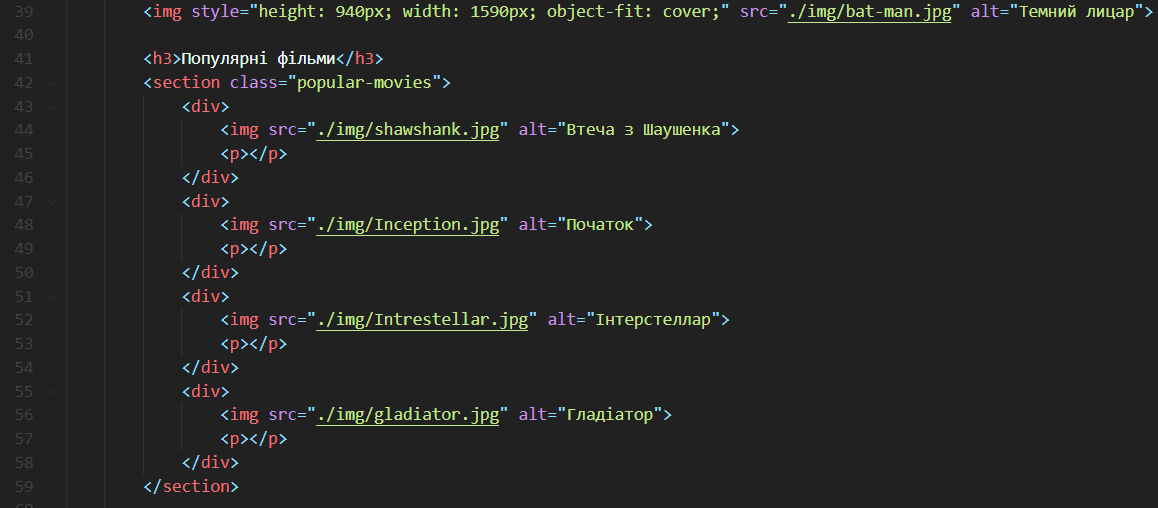 39 <img style="height: 940px; width: 1590px; object-fit: cover;" src="./img/bat-man.jpg" alt="Темний лицар">
40
41 <h3>Популярні фільми</h3>
42 <section class="popular-movies">
43 <div>
44 <img src="./img/shawshank.jpg" alt="Втеча з Шаушенка">
45 <p></p>
46 </div>
47 <div>
48 <img src="./img/Inception.jpg" alt="Початок">
49 <p></p>
50 </div>
51 <div>
52 <img src="./img/Intrestellar.jpg" alt="Інтерстеллар">
53 <p></p>
54 </div>
55 <div>
56 <img src="./img/gladiator.jpg" alt="Гладіатор">
57 <p></p>
58 </div>
59 </section>